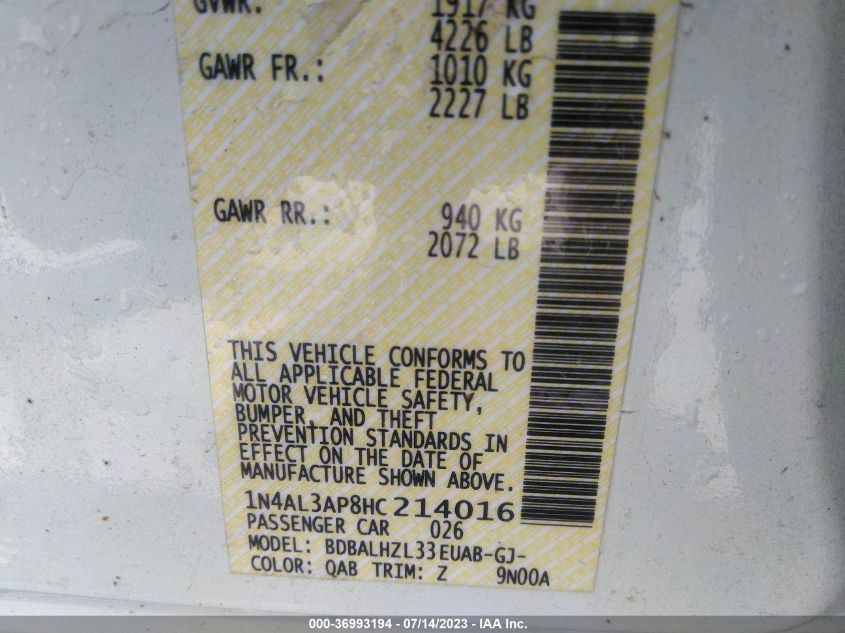 GVWR: 1917 KG
4226 LB
GAWR FR.: 1010 KG
2227 LB
GAWR RR.: 940 KG
2072 LB
THIS VEHICLE CONFORMS TO
ALL APPLICABLE FEDERAL
MOTOR VEHICLE SAFETY,
BUMPER, AND THEFT
PREVENTION STANDARDS IN
EFFECT ON THE DATE OF
MANUFACTURE SHOWN ABOVE.
1N4AL3AP8HC214016
PASSENGER CAR 026
MODEL: BDBALHZL33EUAB-GJ-
COLOR: QAB TRIM: Z 9N00A
000-36993194 - 07/14/2023 - IAA Inc.